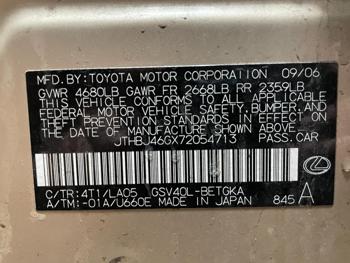 MFD.BY:TOYOTA MOTOR CORPORATION 09/06
GVWR 4680LB GAWR FR 2668LB RR 2359LB
THIS VEHICLE CONFORMS TO ALL APPLICABLE
FEDERAL MOTOR VEHICLE SAFETY, BUMPER, AND
THEFT PREVENTION STANDARDS IN EFFECT ON
THE DATE OF MANUFACTURE SHOWN ABOVE.
JTHBJ46GX72054713 PASS.CAR
C/TR:4T1/LA05 GSV40L-BETGKA
A/TM:-01A/U660E MADE IN JAPAN 845 A